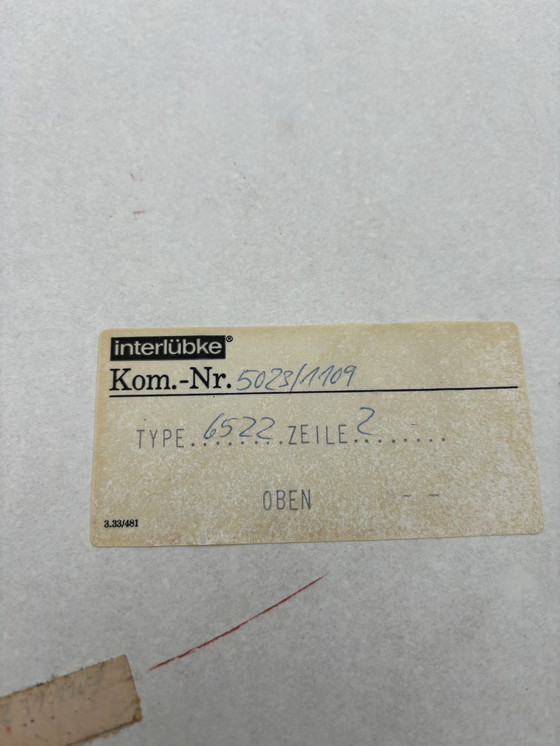 interlübke®
Kom.-Nr. 5023/1109
TYPE.6522.ZEILE 2........
OBEN - -
3.33/481